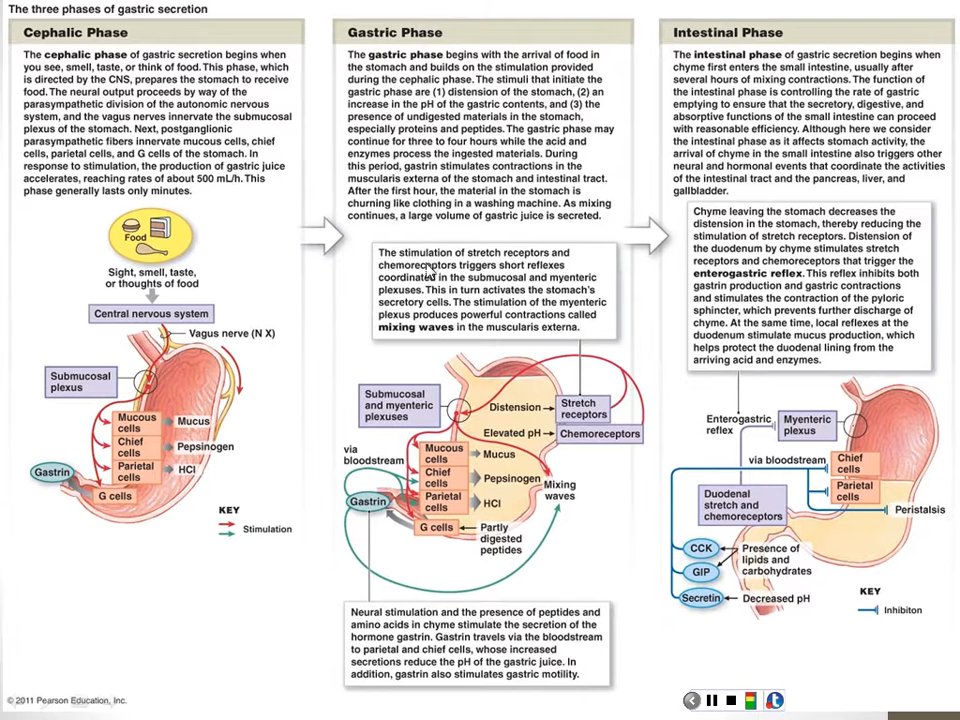 The three phases of gastric secretion
Cephalic Phase
The cephalic phase of gastric secretion begins when
you see, smell, taste, or think of food. This phase, which
is directed by the CNS, prepares the stomach to receive
food. The neural output proceeds by way of the
parasympathetic division of the autonomic nervous
system, and the vagus nerves innervate the submucosal
plexus of the stomach. Next, postganglionic
parasympathetic fibers innervate mucous cells, chief
cells, parietal cells, and G cells of the stomach. In
response to stimulation, the production of gastric juice
accelerates, reaching rates of about 500 mL/h. This
phase generally lasts only minutes.
Food
Sight, smell, taste,
or thoughts of food
Central nervous system
Vagus nerve (N X)
Submucosal
plexus
Mucous
cells
Mucus
Chief
cells
Pepsinogen
Parietal
cells
HCl
Gastrin
G cells
KEY
Stimulation
Gastric Phase
The gastric phase begins with the arrival of food in
the stomach and builds on the stimulation provided
during the cephalic phase. The stimuli that initiate the
gastric phase are (1) distension of the stomach, (2) an
increase in the pH of the gastric contents, and (3) the
presence of undigested materials in the stomach,
especially proteins and peptides. The gastric phase may
continue for three to four hours while the acid and
enzymes process the ingested materials. During
this period, gastrin stimulates contractions in the
muscularis externa of the stomach and intestinal tract.
After the first hour, the material in the stomach is
churning like clothing in a washing machine. As mixing
continues, a large volume of gastric juice is secreted.
The stimulation of stretch receptors and
chemoreceptors triggers short reflexes
coordinated in the submucosal and myenteric
plexuses. This in turn activates the stomach's
secretory cells. The stimulation of the myenteric
plexus produces powerful contractions called
mixing waves in the muscularis externa.
Submucosal
and myenteric
plexuses
Distension
Stretch
receptors
Elevated pH
Chemoreceptors
via
bloodstream
Mucous
cells
Mucus
Chief
cells
Pepsinogen
Parietal
cells
HCl
Mixing
waves
Gastrin
G cells
Partly
digested
peptides
Neural stimulation and the presence of peptides and
amino acids in chyme stimulate the secretion of the
hormone gastrin. Gastrin travels via the bloodstream
to parietal and chief cells, whose increased
secretions reduce the pH of the gastric juice. In
addition, gastrin also stimulates gastric motility.
Intestinal Phase
The intestinal phase of gastric secretion begins when
chyme first enters the small intestine, usually after
several hours of mixing contractions. The function of
the intestinal phase is controlling the rate of gastric
emptying to ensure that the secretory, digestive, and
absorptive functions of the small intestine can proceed
with reasonable efficiency. Although here we consider
the intestinal phase as it affects stomach activity, the
arrival of chyme in the small intestine also triggers other
neural and hormonal events that coordinate the activities
of the intestinal tract and the pancreas, liver, and
gallbladder.
Chyme leaving the stomach decreases the
distension in the stomach, thereby reducing the
stimulation of stretch receptors. Distension of
the duodenum by chyme stimulates stretch
receptors and chemoreceptors that trigger the
enterogastric reflex. This reflex inhibits both
gastrin production and gastric contractions
and stimulates the contraction of the pyloric
sphincter, which prevents further discharge of
chyme. At the same time, local reflexes at the
duodenum stimulate mucus production, which
helps protect the duodenal lining from the
arriving acid and enzymes.
Enterogastric
reflex
Myenteric
plexus
via bloodstream
Chief
cells
Parietal
cells
Duodenal
stretch and
chemoreceptors
Peristalsis
CCK
GIP
Presence of
lipids and
carbohydrates
Secretin
Decreased pH
KEY
Inhibiton
© 2011 Pearson Education, Inc.